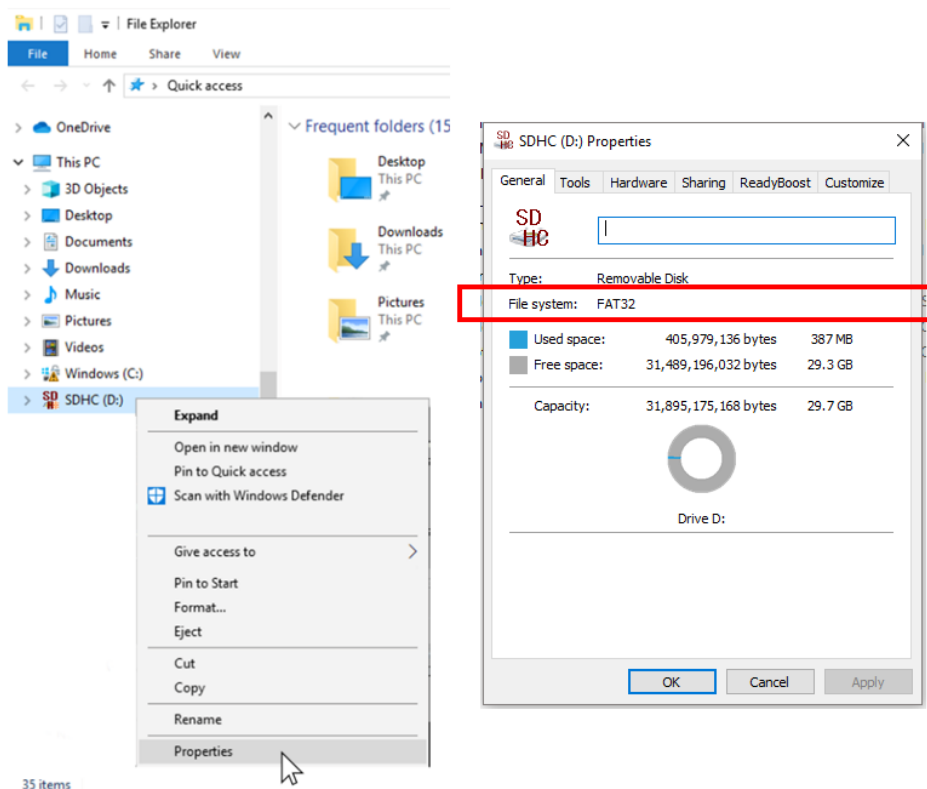 File Explorer
File Home Share View
Quick access
OneDrive
This PC
3D Objects
Desktop
Documents
Downloads
Music
Pictures
Videos
Windows (C:)
SD SDHC (D:)
Frequent folders (15
Desktop
This PC
Downloads
This PC
Pictures
This PC
Expand
Open in new window
Pin to Quick access
Scan with Windows Defender
Give access to
Pin to Start
Format...
Eject
Cut
Copy
Rename
Properties
35 items
SD
HC
SDHC (D:) Properties
General Tools Hardware Sharing ReadyBoost Customize
SD
HC
Type: Removable Disk
File system: FAT32
Used space: 405,979,136 bytes 387 MB
Free space: 31,489,196,032 bytes 29.3 GB
Capacity: 31,895,175,168 bytes 29.7 GB
Drive D:
OK Cancel Apply